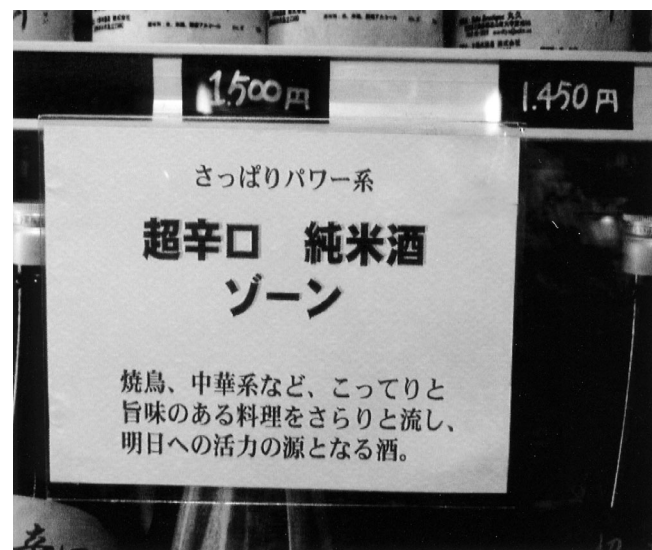 1.500円
1.450円
さっぱりパワー系
超辛口 純米酒
ゾーン
焼鳥、中華系など、こってりと
旨味のある料理をさらりと流し、
明日への活力の源となる酒。